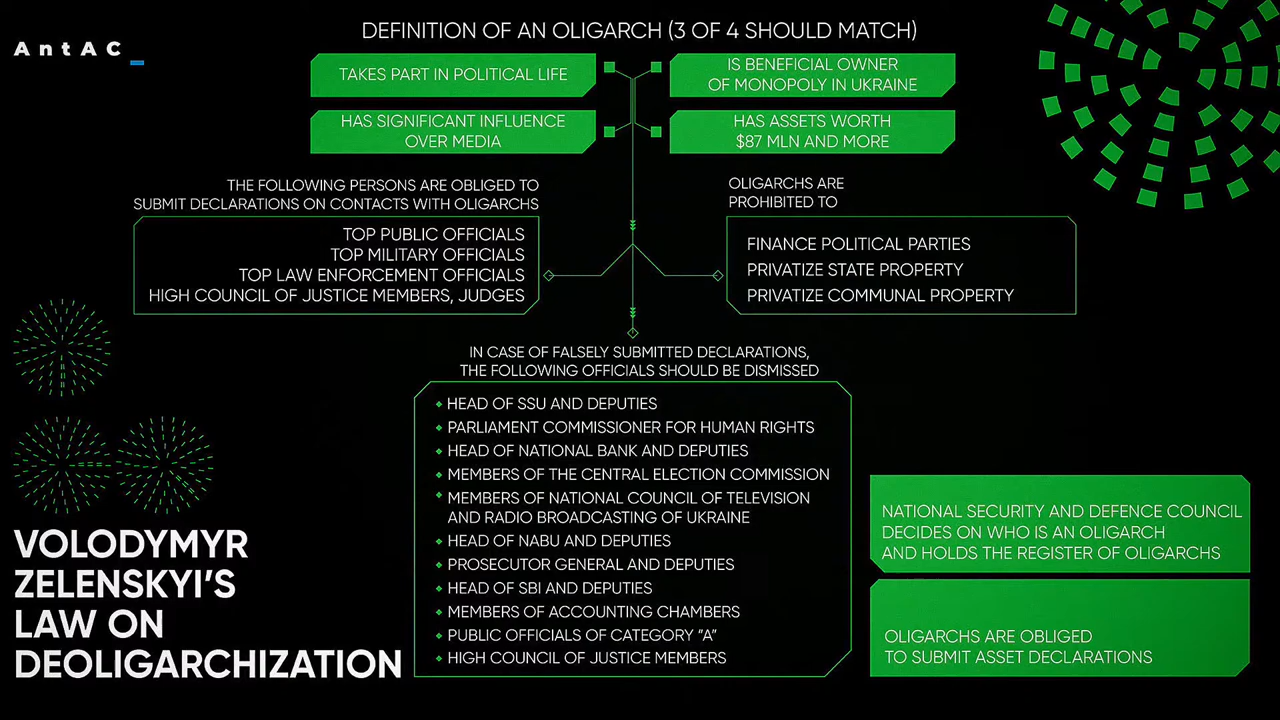 AntAC_
DEFINITION OF AN OLIGARCH (3 OF 4 SHOULD MATCH)
TAKES PART IN POLITICAL LIFE
IS BENEFICIAL OWNER
OF MONOPOLY IN UKRAINE
HAS SIGNIFICANT INFLUENCE
OVER MEDIA
HAS ASSETS WORTH
$87 MLN AND MORE
THE FOLLOWING PERSONS ARE OBLIGED TO
SUBMIT DECLARATIONS ON CONTACTS WITH OLIGARCHS
TOP PUBLIC OFFICIALS
TOP MILITARY OFFICIALS
TOP LAW ENFORCEMENT OFFICIALS
HIGH COUNCIL OF JUSTICE MEMBERS, JUDGES
OLIGARCHS ARE
PROHIBITED TO
FINANCE POLITICAL PARTIES
PRIVATIZE STATE PROPERTY
PRIVATIZE COMMUNAL PROPERTY
IN CASE OF FALSELY SUBMITTED DECLARATIONS,
THE FOLLOWING OFFICIALS SHOULD BE DISMISSED
HEAD OF SSU AND DEPUTIES
PARLIAMENT COMMISSIONER FOR HUMAN RIGHTS
HEAD OF NATIONAL BANK AND DEPUTIES
MEMBERS OF THE CENTRAL ELECTION COMMISSION
MEMBERS OF NATIONAL COUNCIL OF TELEVISION
AND RADIO BROADCASTING OF UKRAINE
HEAD OF NABU AND DEPUTIES
PROSECUTOR GENERAL AND DEPUTIES
HEAD OF SBI AND DEPUTIES
MEMBERS OF ACCOUNTING CHAMBERS
PUBLIC OFFICIALS OF CATEGORY “A”
HIGH COUNCIL OF JUSTICE MEMBERS
NATIONAL SECURITY AND DEFENCE COUNCIL
DECIDES ON WHO IS AN OLIGARCH
AND HOLDS THE REGISTER OF OLIGARCHS
OLIGARCHS ARE OBLIGED
TO SUBMIT ASSET DECLARATIONS
VOLODYMYR
ZELENSKYI’S
LAW ON
DEOLIGARCHIZATION